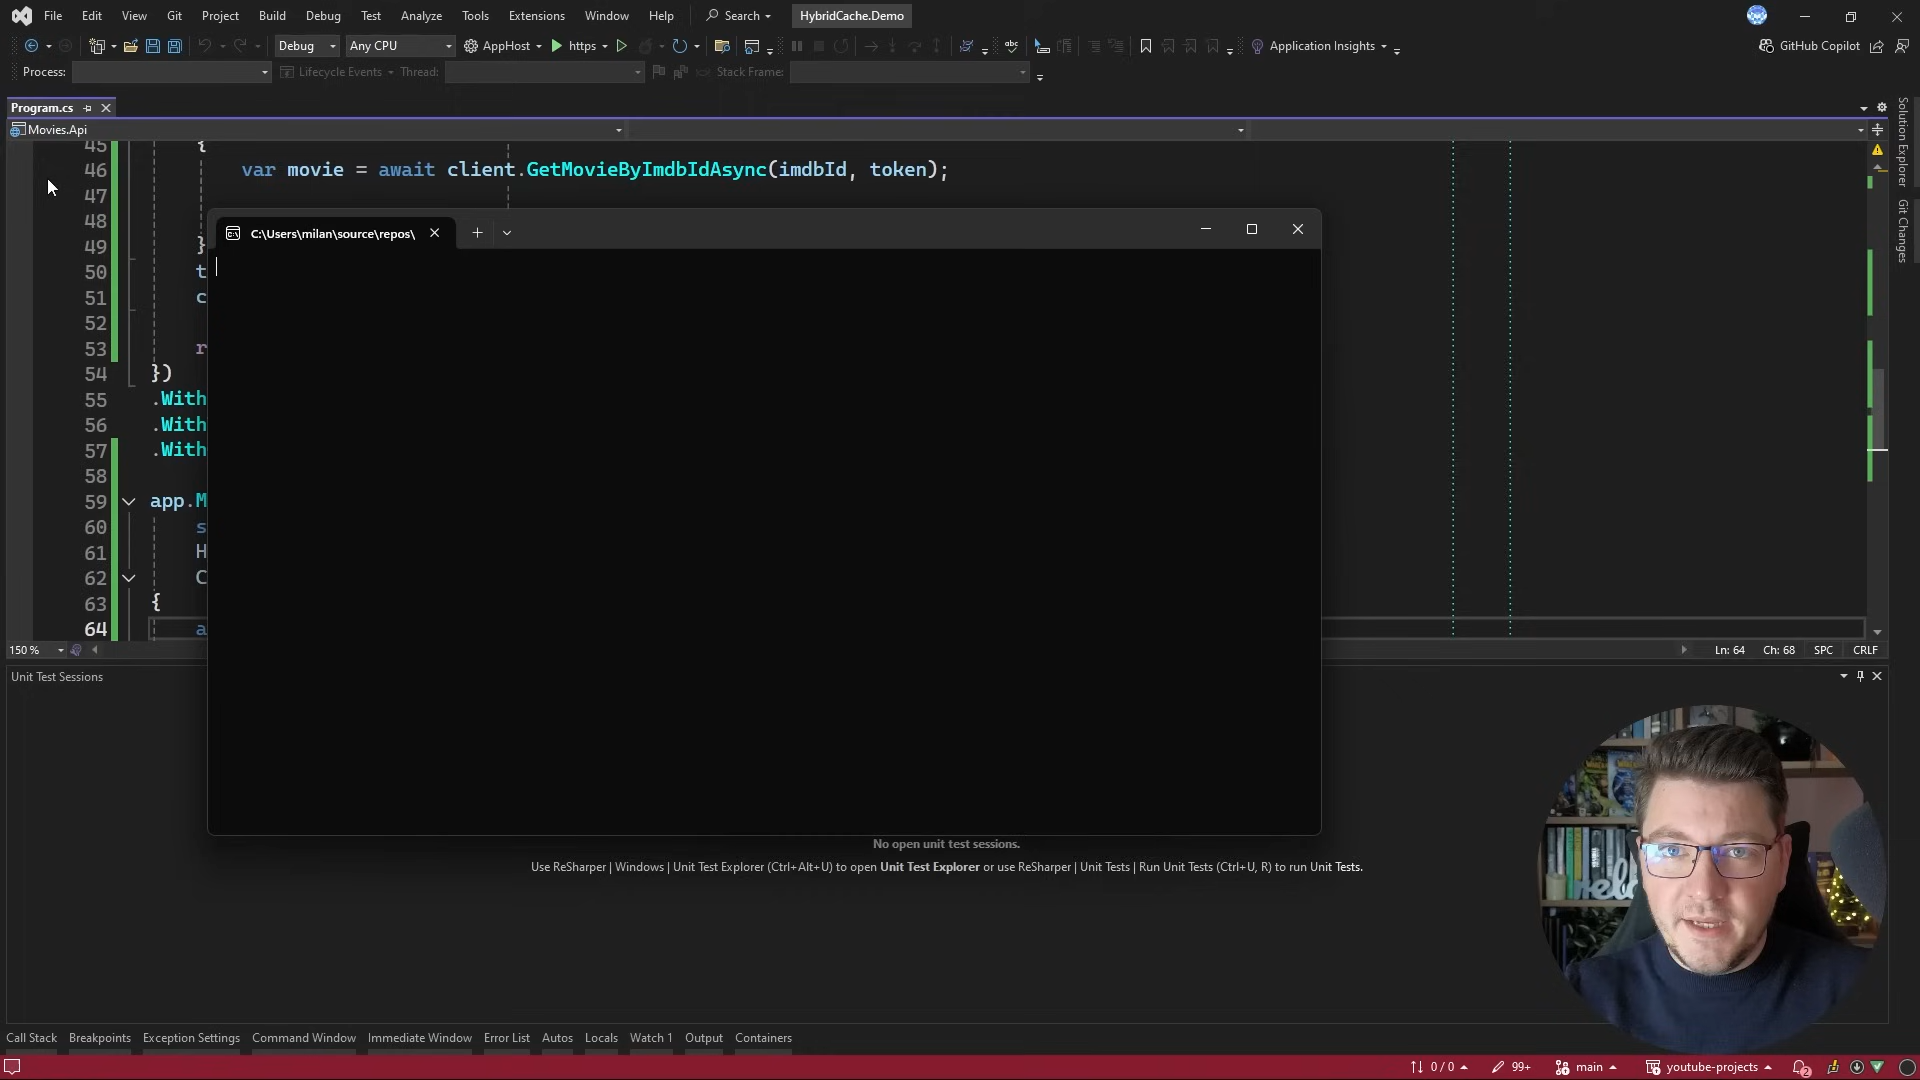 File Edit View Git Project Build Debug Test Analyze Tools Extensions Window Help Search HybridCache.Demo
Debug Any CPU AppHost https Application Insights GitHub Copilot
Process: Lifecycle Events Thread: Stack Frame:
Program.cs
Movies.Api
45 {
46 var movie = await client.GetMovieByImdbIdAsync(imdbId, token);
47
48
49 }
50 t
51 c
52
53 r
54 })
55 .With
56 .With
57 .With
58
59 app.M
60 s
61 H
62 C
63 {
64 a
C:\Users\milan\source\repos\
Solution Explorer
Git Changes
150 % Ln: 64 Ch: 68 SPC CRLF
Unit Test Sessions
No open unit test sessions.
Use ReSharper | Windows | Unit Test Explorer (Ctrl+Alt+U) to open Unit Test Explorer or use ReSharper | Unit Tests | Run Unit Tests (Ctrl+U, R) to run Unit Tests.
Call Stack Breakpoints Exception Settings Command Window Immediate Window Error List Autos Locals Watch 1 Output Containers
0 / 0 99+ main youtube-projects 2